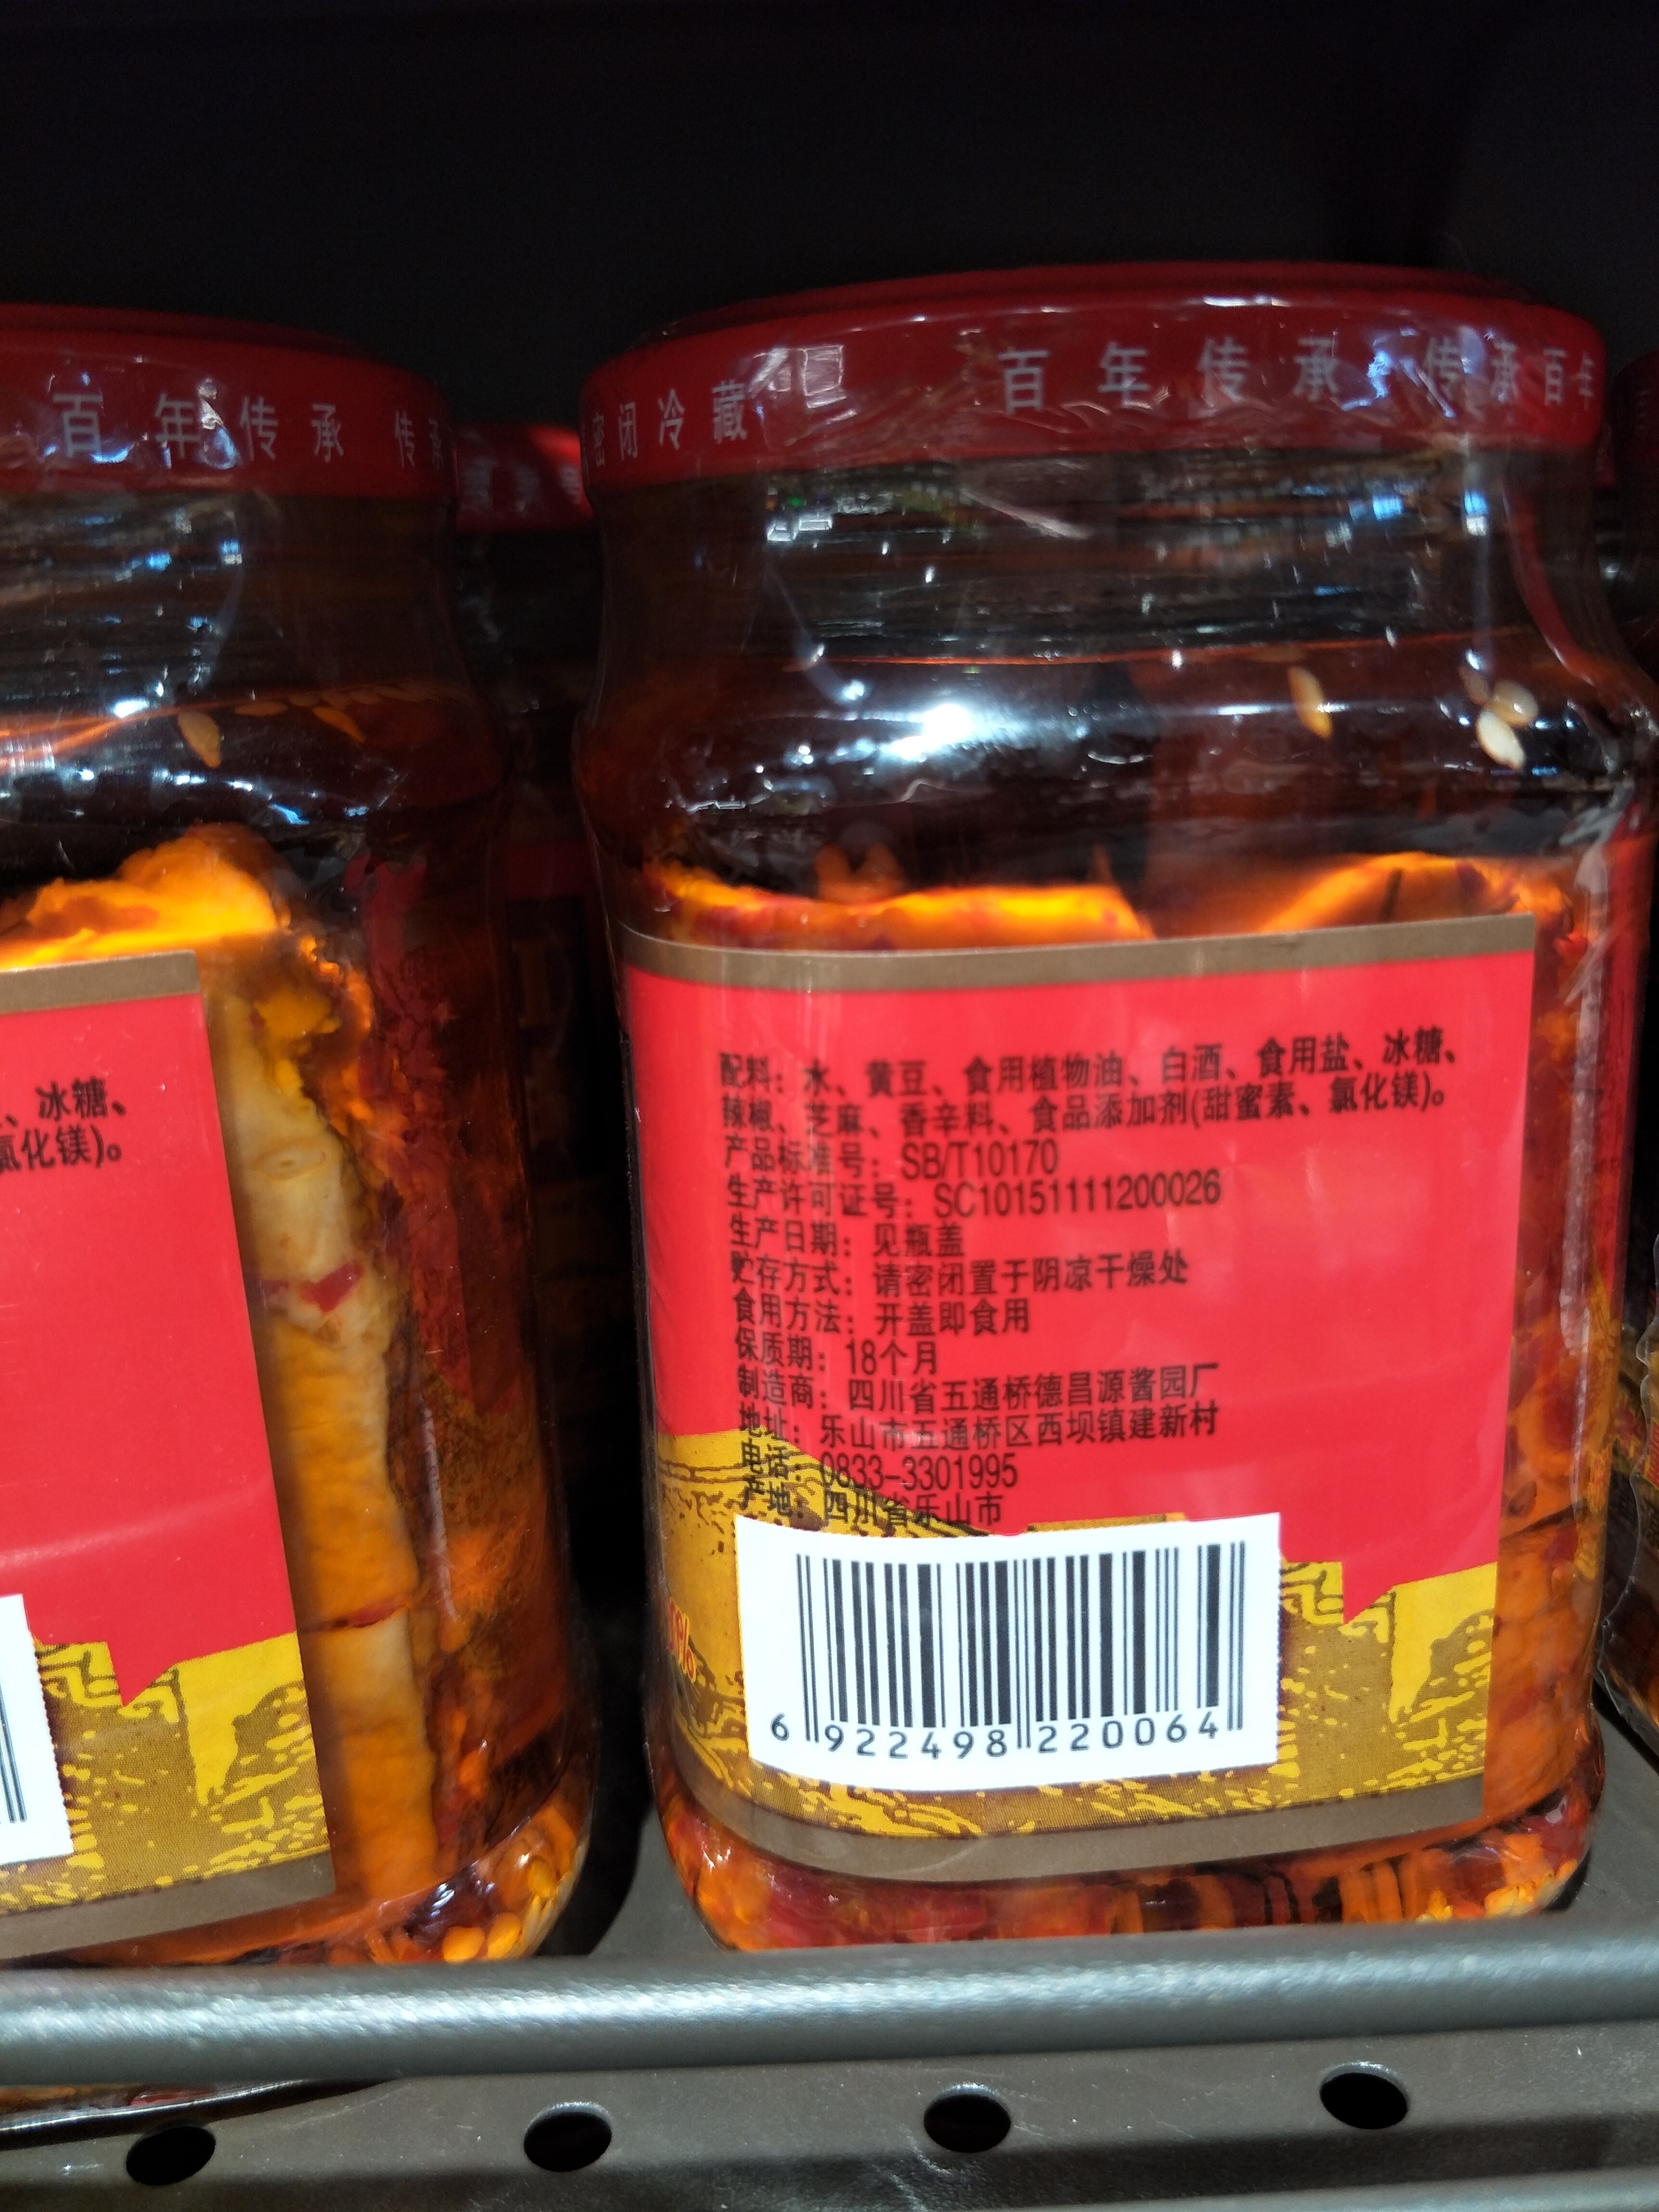 百年传承 传承
密闭冷藏 百年传承 传承百年
、冰糖、
氯化镁)。
配料：水、黄豆、食用植物油、白酒、食用盐、冰糖、
辣椒、芝麻、香辛料、食品添加剂(甜蜜素、氯化镁)。
产品标准号：SB/T10170
生产许可证号：SC10151111200026
生产日期：见瓶盖
贮存方式：请密闭置于阴凉干燥处
食用方法：开盖即食用
保质期：18个月
制造商：四川省五通桥德昌源酱园厂
地址：乐山市五通桥区西坝镇建新村
电话：0833-3301995
产地：四川省乐山市
6 922498 220064